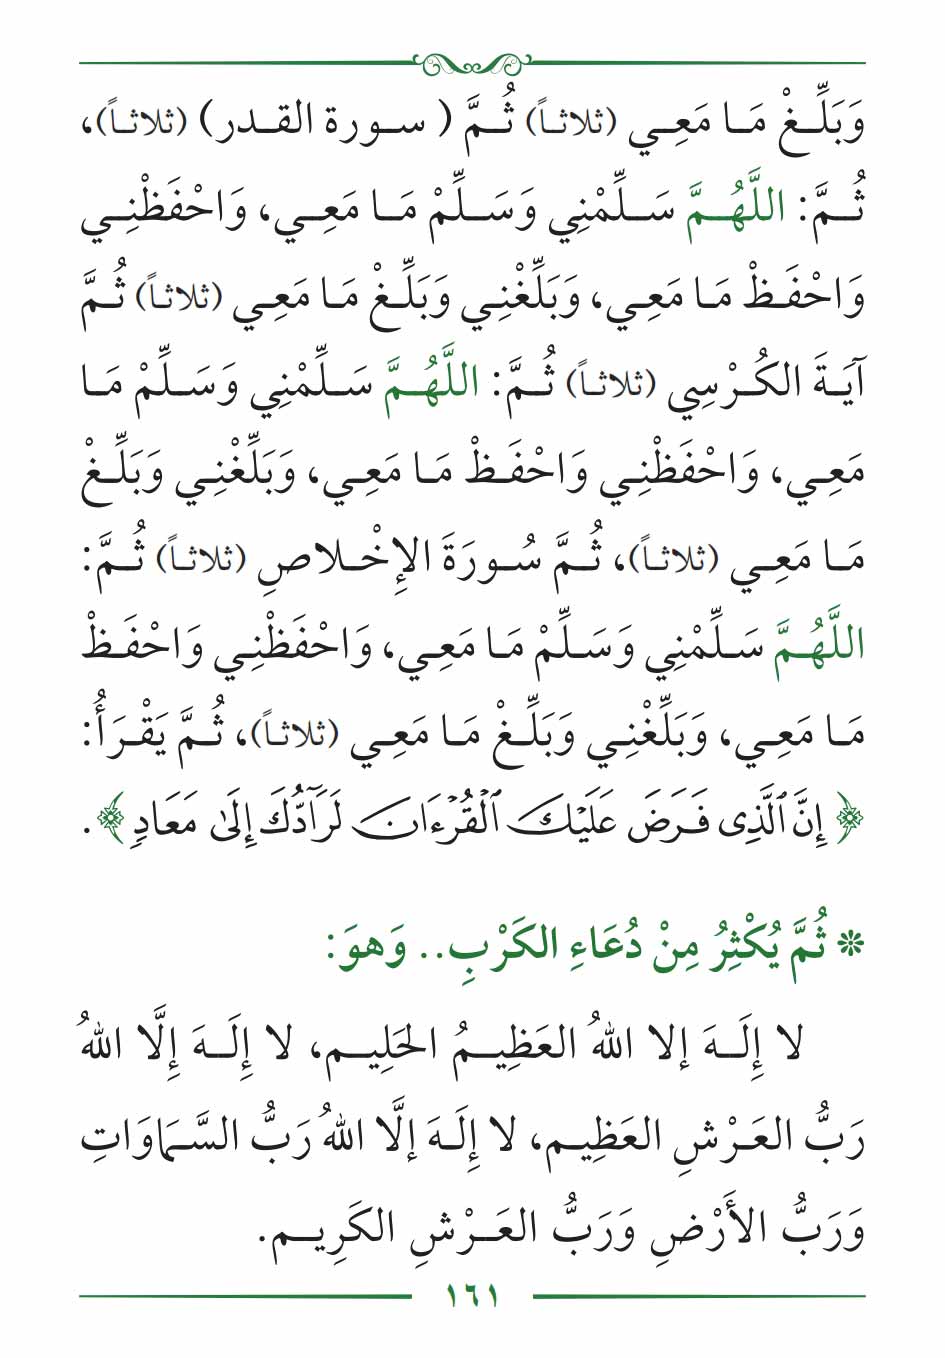 وَبَلِّغْ مَا مَعِي (ثلاثاً) ثُمَّ ( سورة القدر) (ثلاثاً)،
ثُمَّ: اللَّهُمَّ سَلِّمْنِي وَسَلِّمْ مَا مَعِي، وَاحْفَظْنِي
وَاحْفَظْ مَا مَعِي، وَبَلِّغْنِي وَبَلِّغْ مَا مَعِي (ثلاثاً) ثُمَّ
آيَةَ الكُرْسِي (ثلاثاً) ثُمَّ: اللَّهُمَّ سَلِّمْنِي وَسَلِّمْ مَا
مَعِي، وَاحْفَظْنِي وَاحْفَظْ مَا مَعِي، وَبَلِّغْنِي وَبَلِّغْ
مَا مَعِي (ثلاثاً)، ثُمَّ سُورَةَ الإِخْلاصِ (ثلاثاً) ثُمَّ:
اللَّهُمَّ سَلِّمْنِي وَسَلِّمْ مَا مَعِي، وَاحْفَظْنِي وَاحْفَظْ
مَا مَعِي، وَبَلِّغْنِي وَبَلِّغْ مَا مَعِي (ثلاثاً)، ثُمَّ يَقْرَأُ:
﴿ إِنَّ ٱلَّذِى فَرَضَ عَلَيْكَ ٱلْقُرْءَانَ لَرَآدُّكَ إِلَىٰ مَعَادٍ ﴾.
❊ ثُمَّ يُكْثِرُ مِنْ دُعَاءِ الكَرْبِ.. وَهوَ:
لا إِلَهَ إلا اللهُ العَظِيمُ الحَلِيم، لا إِلَهَ إِلَّا اللهُ
رَبُّ العَرْشِ العَظِيم، لا إِلَهَ إلَّا اللهُ رَبُّ السَّمَاوَاتِ
وَرَبُّ الأَرْضِ وَرَبُّ العَرْشِ الكَرِيم.
١٦١